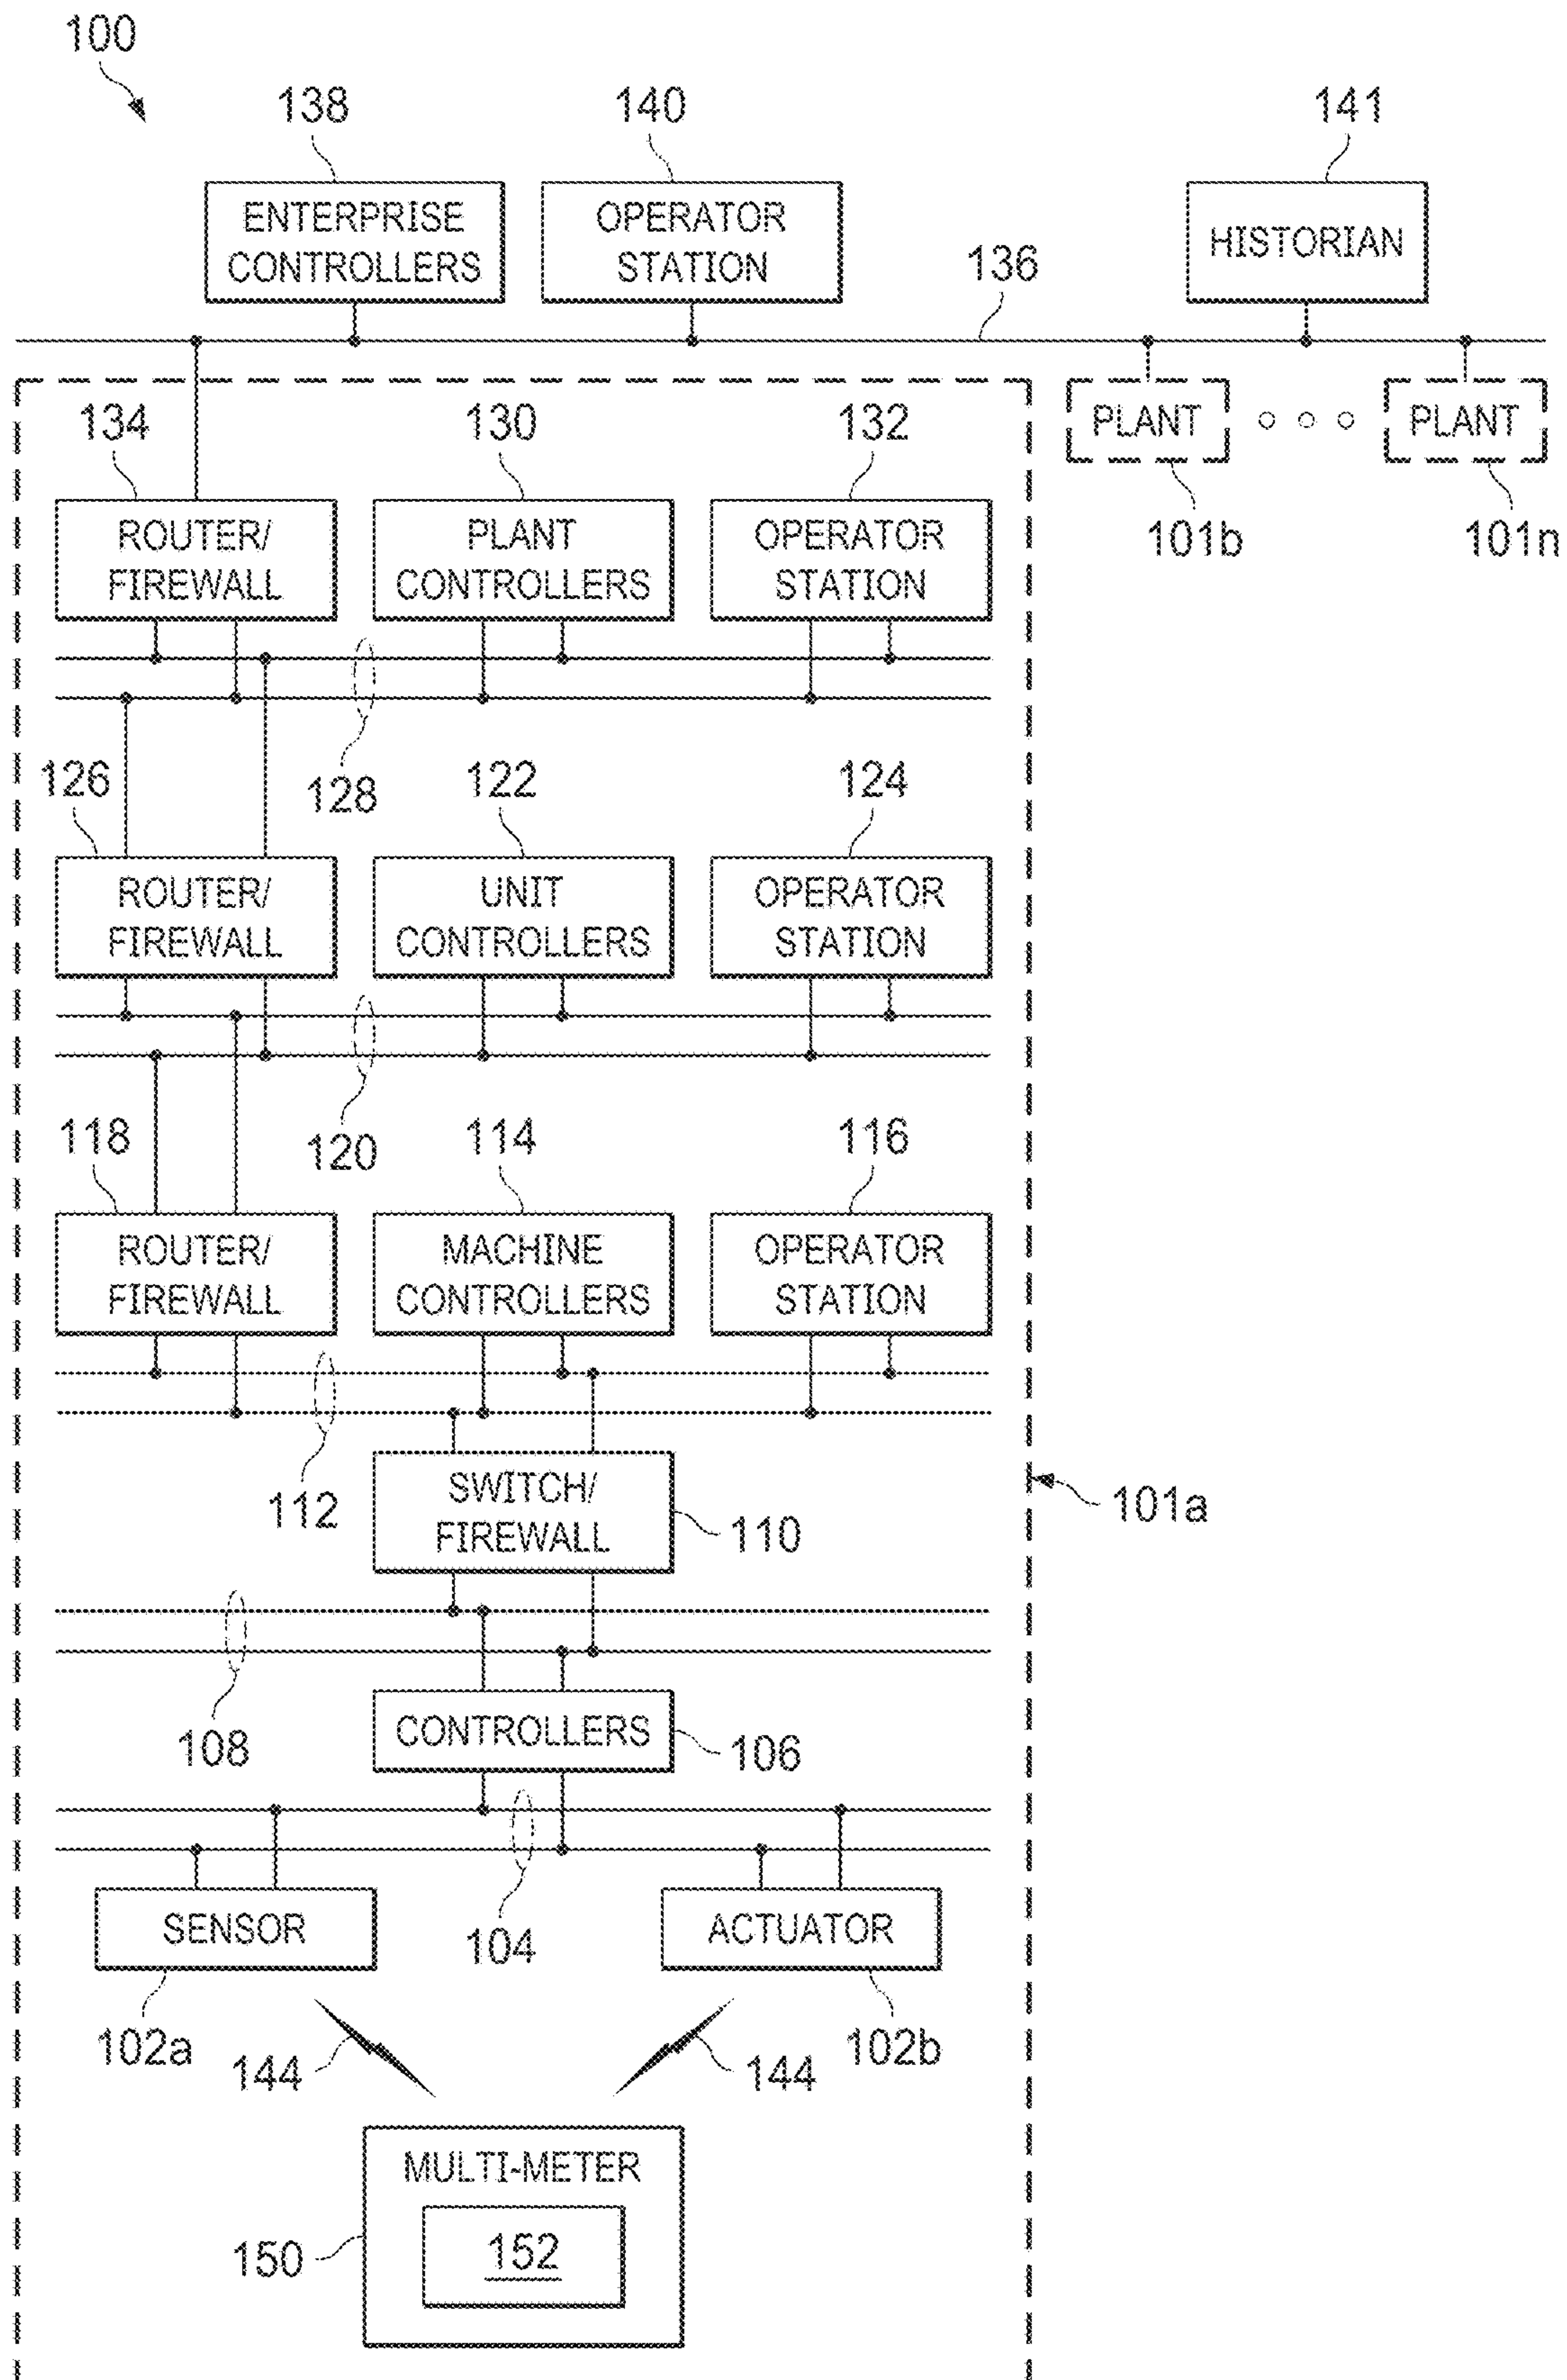 100
138
140
141
ENTERPRISE
CONTROLLERS
OPERATOR
STATION
HISTORIAN
136
134
130
132
PLANT
PLANT
101b
101n
ROUTER/
FIREWALL
PLANT
CONTROLLERS
OPERATOR
STATION
128
126
122
124
ROUTER/
FIREWALL
UNIT
CONTROLLERS
OPERATOR
STATION
120
118
114
116
ROUTER/
FIREWALL
MACHINE
CONTROLLERS
OPERATOR
STATION
112
SWITCH/
FIREWALL
110
101a
108
CONTROLLERS
106
104
SENSOR
ACTUATOR
102a
144
144
102b
MULTI-METER
150
152